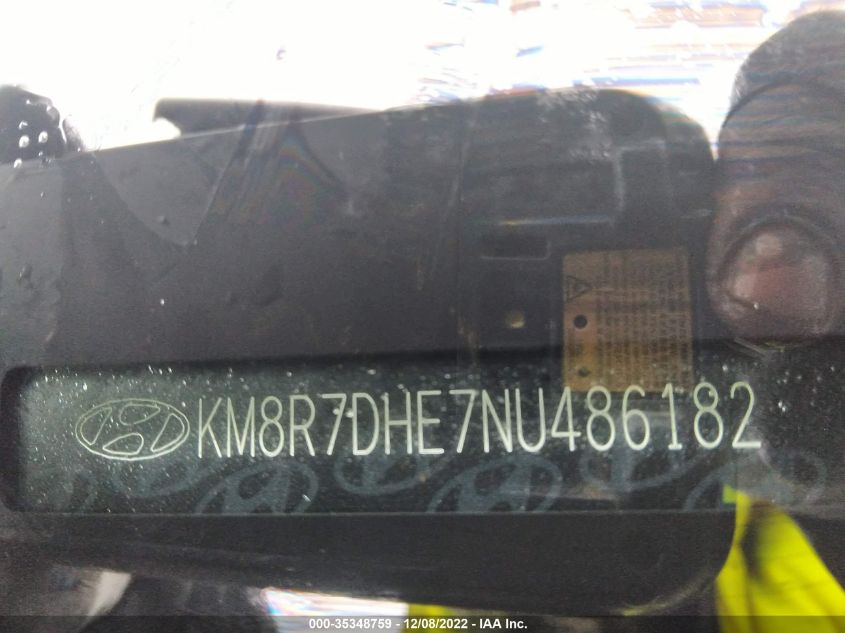 KM8R7DHE7NU486182
000-35348759 - 12/08/2022 - IAA Inc.